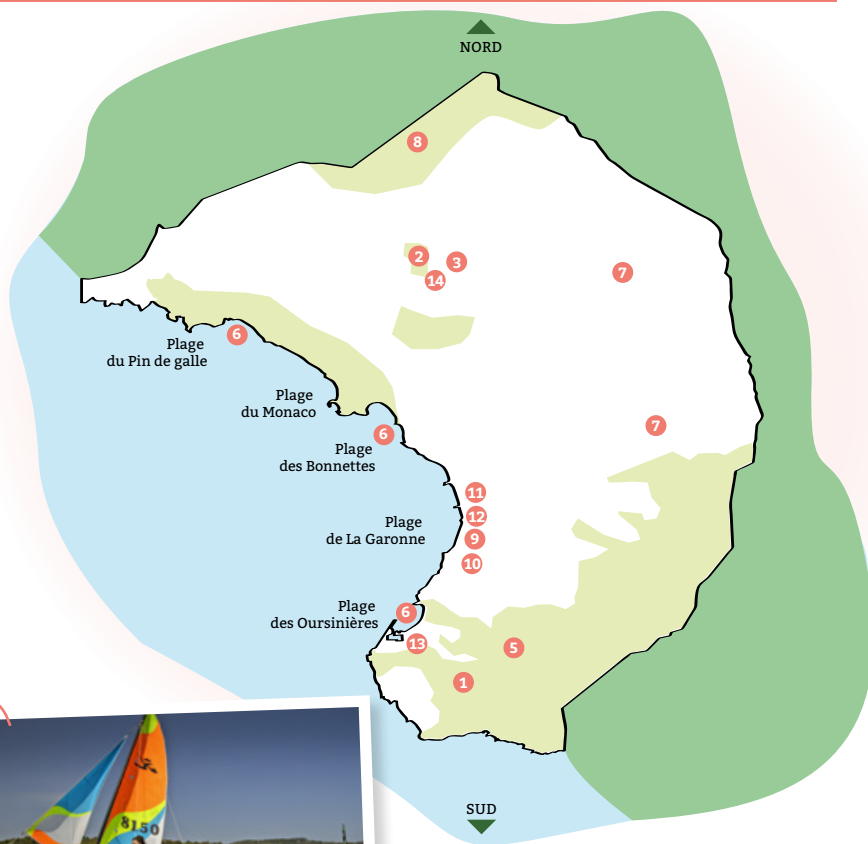 NORD
8
2
3
14
7
6
Plage
du Pin de galle
Plage
du Monaco
6
Plage
des Bonnettes
7
11
12
Plage
de La Garonne
9
10
6
Plage
des Oursinières
13
5
1
SUD
8150